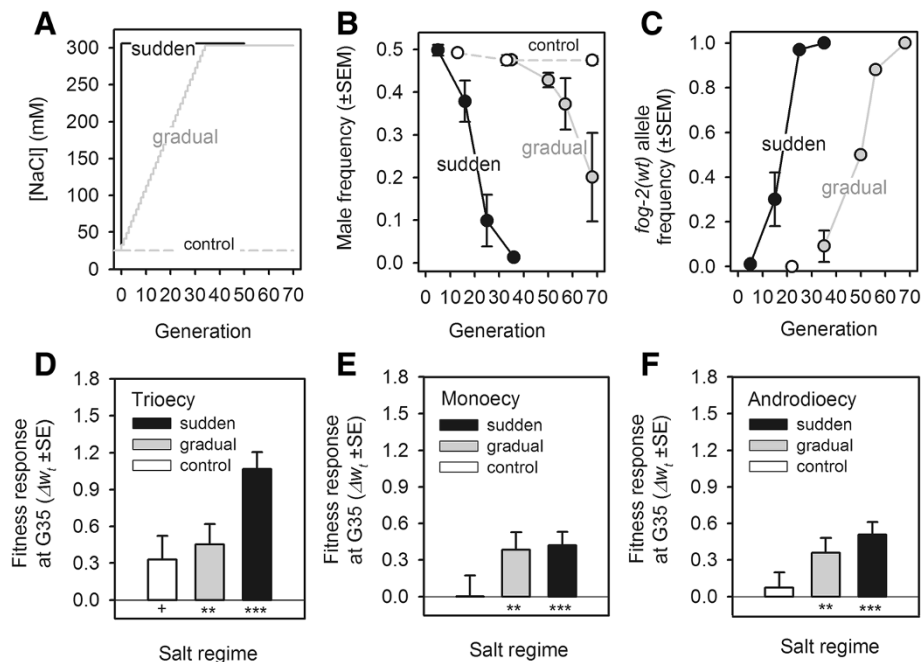 A
[NaCl] (mM)
350
300
250
200
150
100
50
0
sudden
gradual
control
0 10 20 30 40 50 60 70
Generation
B
Male frequency (±SEM)
0.5
0.4
0.3
0.2
0.1
0.0
control
gradual
sudden
0 10 20 30 40 50 60 70
Generation
C
fog-2(wt) allele
frequency (±SEM)
1.0
0.8
0.6
0.4
0.2
0.0
sudden
gradual
0 10 20 30 40 50 60 70
Generation
D
Fitness response
at G35 (Δwₜ ±SE)
1.8
1.5
1.2
0.9
0.6
0.3
0.0
Trioecy
sudden
gradual
control
+ ** ***
Salt regime
E
Fitness response
at G35 (Δwₜ ±SE)
1.8
1.5
1.2
0.9
0.6
0.3
0.0
Monoecy
sudden
gradual
control
** ***
Salt regime
F
Fitness response
at G35 (Δwₜ ±SE)
1.8
1.5
1.2
0.9
0.6
0.3
0.0
Androdioecy
sudden
gradual
control
** ***
Salt regime